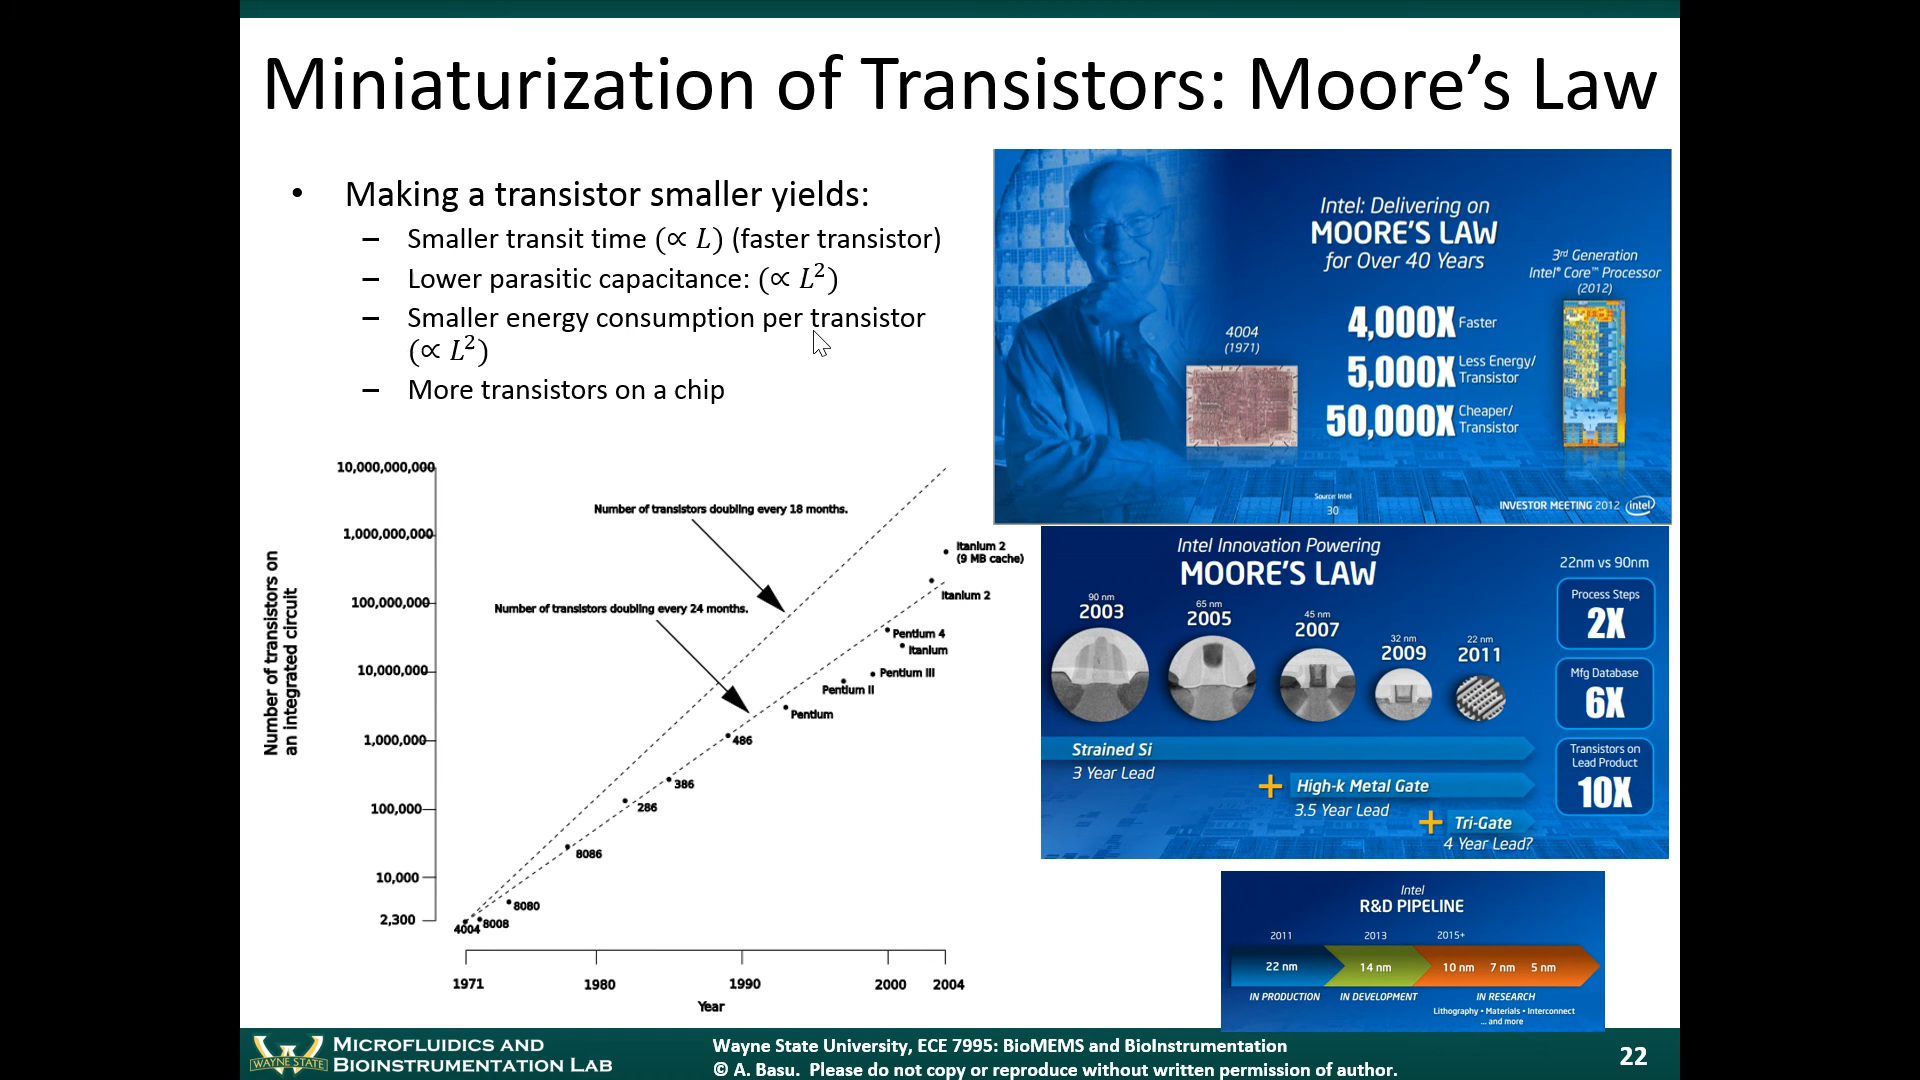 Miniaturization of Transistors: Moore's Law
• Making a transistor smaller yields:
– Smaller transit time (∝ L) (faster transistor)
– Lower parasitic capacitance: (∝ L²)
– Smaller energy consumption per transistor
(∝ L²)
– More transistors on a chip
Number of transistors on
an integrated circuit
10,000,000,000
1,000,000,000
100,000,000
10,000,000
1,000,000
100,000
10,000
2,300
Number of transistors doubling every 18 months.
Number of transistors doubling every 24 months.
Itanium 2
(9 MB cache)
Itanium 2
Pentium 4
Itanium
Pentium III
Pentium II
Pentium
486
386
286
8086
8080
8008
4004
1971
1980
1990
2000
2004
Year
Intel: Delivering on
MOORE'S LAW
for Over 40 Years
4004
(1971)
4,000X Faster
5,000X Less Energy/
Transistor
50,000X Cheaper/
Transistor
3rd Generation
Intel® Core™ Processor
(2012)
Source: Intel
30
INVESTOR MEETING 2012 intel
Intel Innovation Powering
MOORE'S LAW
90 nm
2003
65 nm
2005
45 nm
2007
32 nm
2009
22 nm
2011
Strained Si
3 Year Lead
+ High-k Metal Gate
3.5 Year Lead
+ Tri-Gate
4 Year Lead?
22nm vs 90nm
Process Steps
2X
Mfg Database
6X
Transistors on
Lead Product
10X
Intel
R&D PIPELINE
2011
2013
2015+
22 nm
14 nm
10 nm 7 nm 5 nm
IN PRODUCTION
IN DEVELOPMENT
IN RESEARCH
Lithography • Materials • Interconnect
... and more
WAYNE STATE
MICROFLUIDICS AND
BIOINSTRUMENTATION LAB
Wayne State University, ECE 7995: BioMEMS and BioInstrumentation
© A. Basu. Please do not copy or reproduce without written permission of author.
22